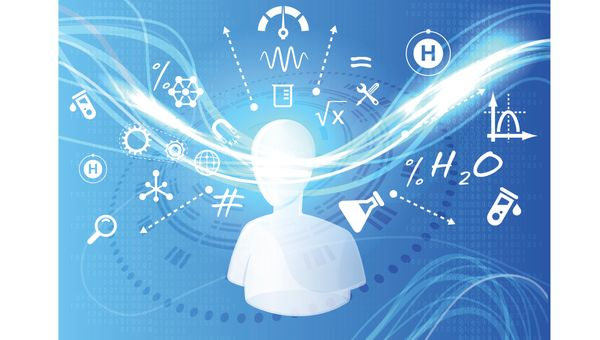 H
=
%
√x
% H₂O
H
#